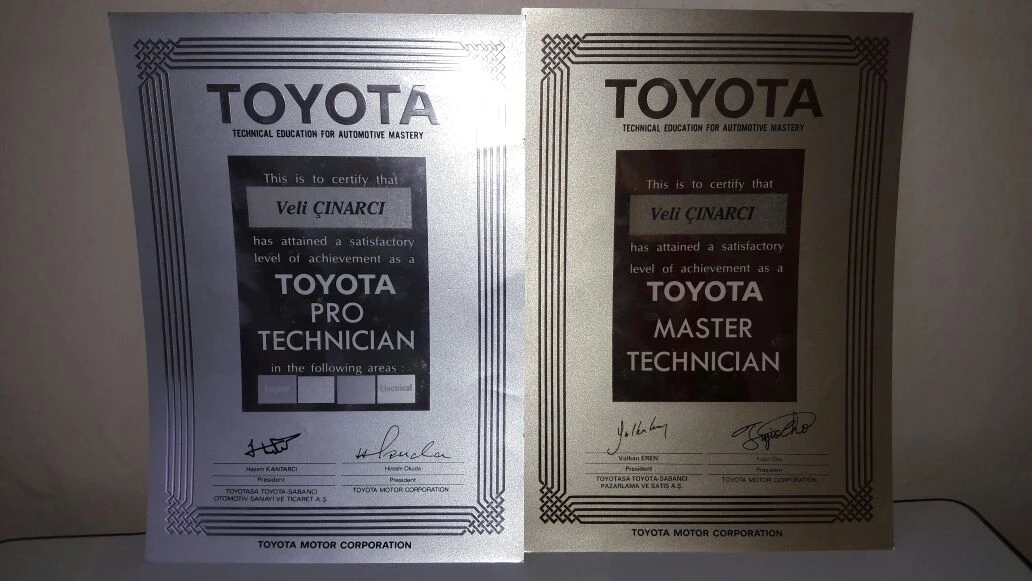 TOYOTA
TECHNICAL EDUCATION FOR AUTOMOTIVE MASTERY
This is to certify that
Veli ÇINARCI
has attained a satisfactory
level of achievement as a
TOYOTA
PRO
TECHNICIAN
in the following areas :
Engine Electrical
Hazım KANTARCI
President
TOYOTASA TOYOTA-SABANCI
OTOMOTİV SANAYİ VE TİCARET A.Ş.
Hiroshi Okuda
President
TOYOTA MOTOR CORPORATION
TOYOTA MOTOR CORPORATION
TOYOTA
TECHNICAL EDUCATION FOR AUTOMOTIVE MASTERY
This is to certify that
Veli ÇINARCI
has attained a satisfactory
level of achievement as a
TOYOTA
MASTER
TECHNICIAN
Volkan EREN
President
TOYOTASA TOYOTA-SABANCI
PAZARLAMA VE SATIŞ A.Ş.
Fujio Cho
President
TOYOTA MOTOR CORPORATION
TOYOTA MOTOR CORPORATION